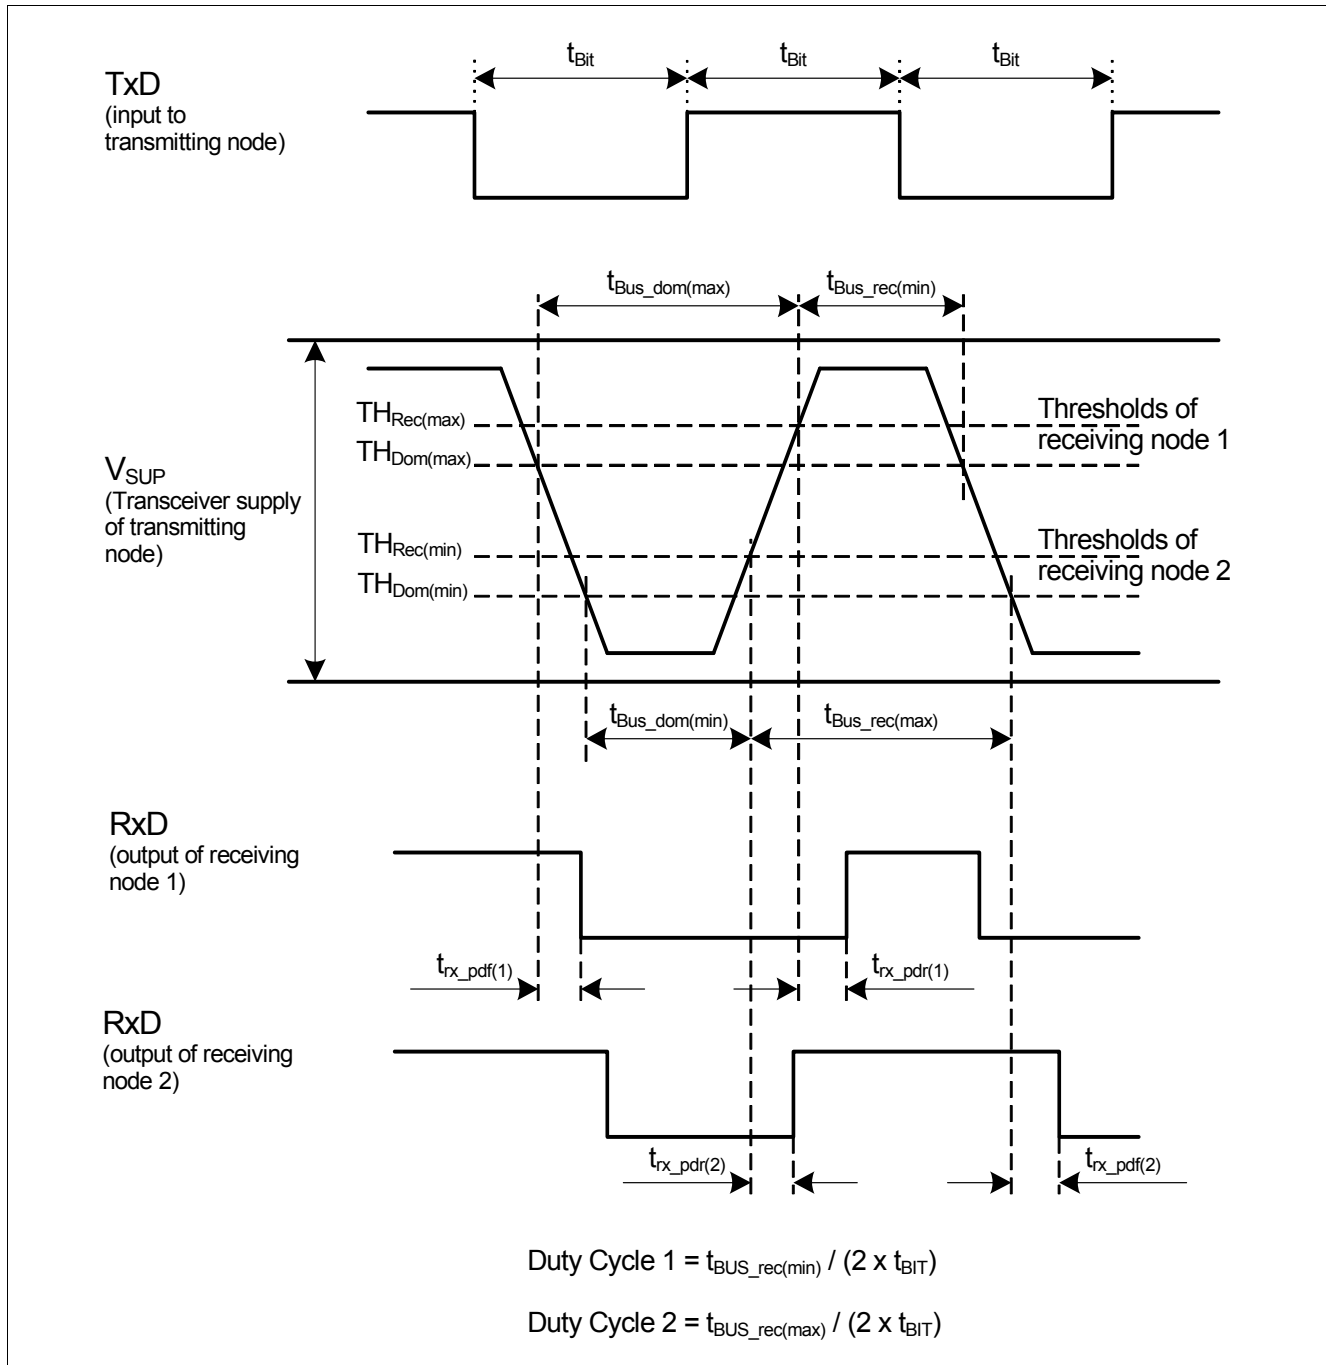 tBit tBit tBit
TxD
(input to
transmitting node)
tBus_dom(max) tBus_rec(min)
THRec(max)
THDom(max)
Thresholds of
receiving node 1
VSUP
(Transceiver supply
of transmitting
node)
THRec(min)
THDom(min)
Thresholds of
receiving node 2
tBus_dom(min) tBus_rec(max)
RxD
(output of receiving
node 1)
trx_pdf(1) trx_pdr(1)
RxD
(output of receiving
node 2)
trx_pdr(2) trx_pdf(2)
Duty Cycle 1 = tBUS_rec(min) / (2 x tBIT)
Duty Cycle 2 = tBUS_rec(max) / (2 x tBIT)